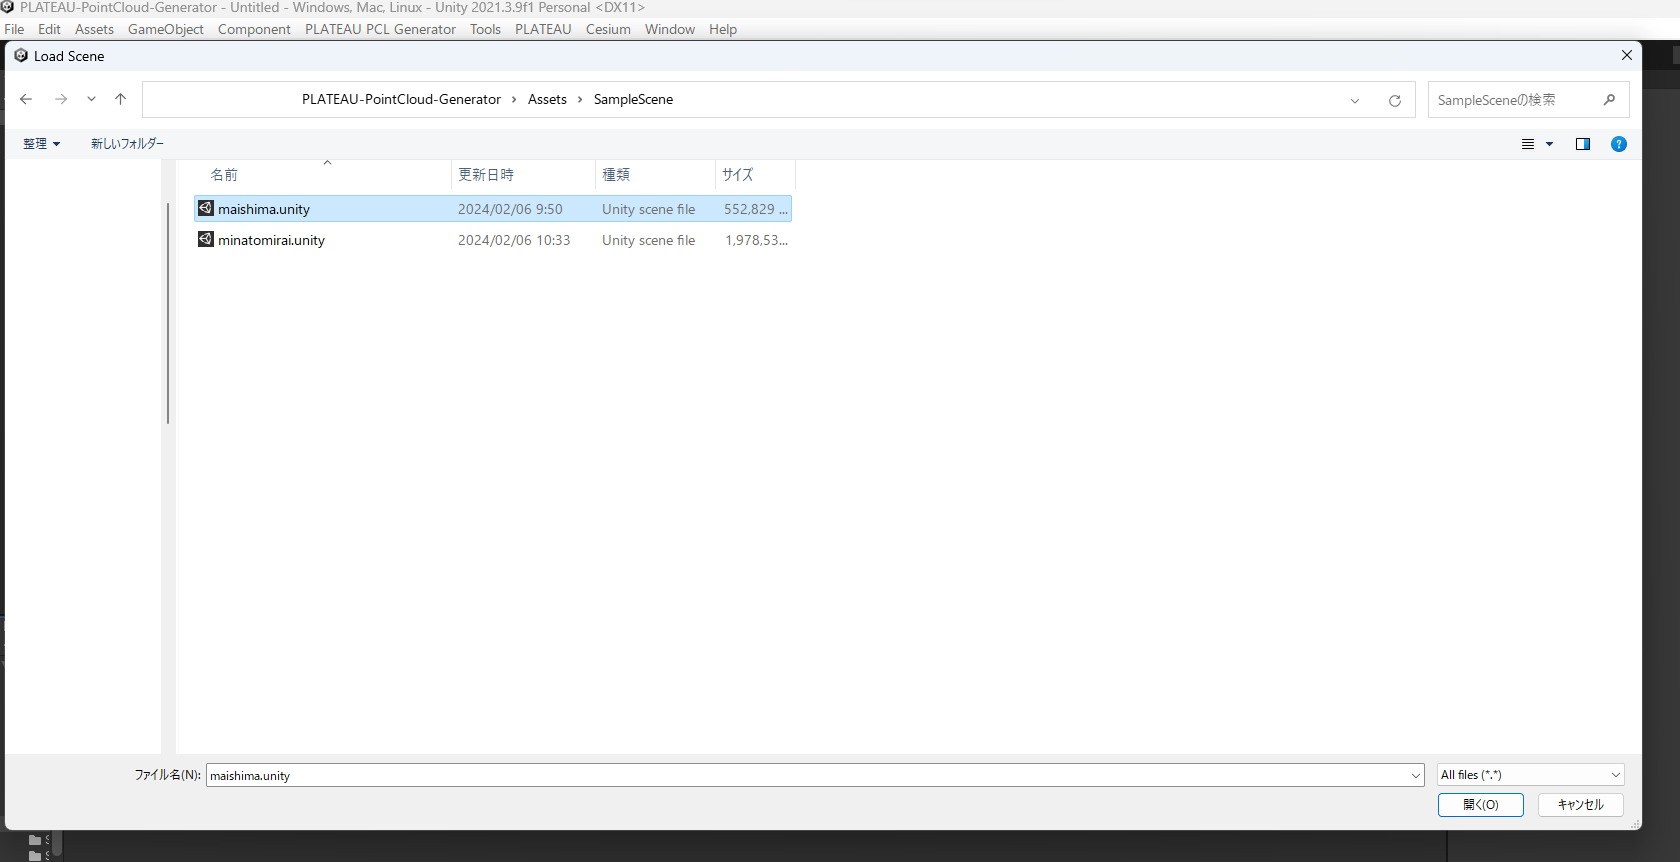 PLATEAU-PointCloud-Generator - Untitled - Windows, Mac, Linux - Unity 2021.3.9f1 Personal <DX11>
File Edit Assets GameObject Component PLATEAU PCL Generator Tools PLATEAU Cesium Window Help
Load Scene
PLATEAU-PointCloud-Generator › Assets › SampleScene
SampleSceneの検索
整理 新しいフォルダー
名前 更新日時 種類 サイズ
maishima.unity 2024/02/06 9:50 Unity scene file 552,829 ...
minatomirai.unity 2024/02/06 10:33 Unity scene file 1,978,53...
ファイル名(N): maishima.unity All files (*.*)
開く(O) キャンセル